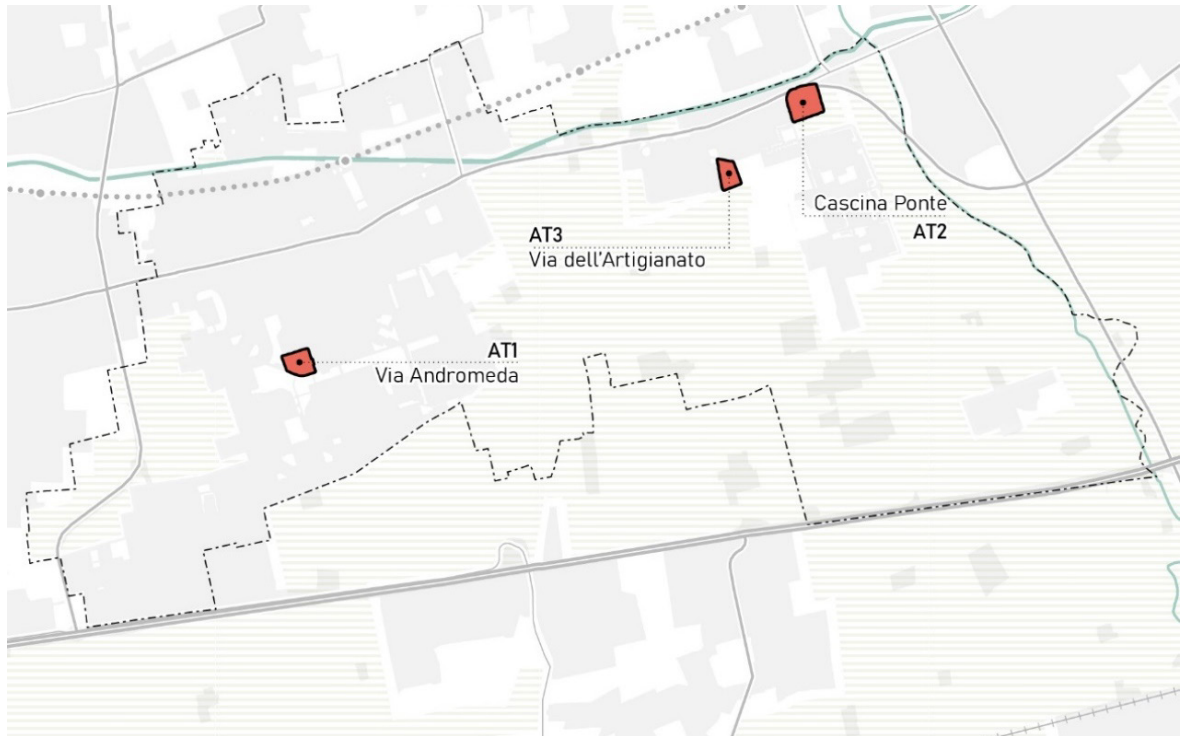 Cascina Ponte
AT2
AT3
Via dell'Artigianato
AT1
Via Andromeda